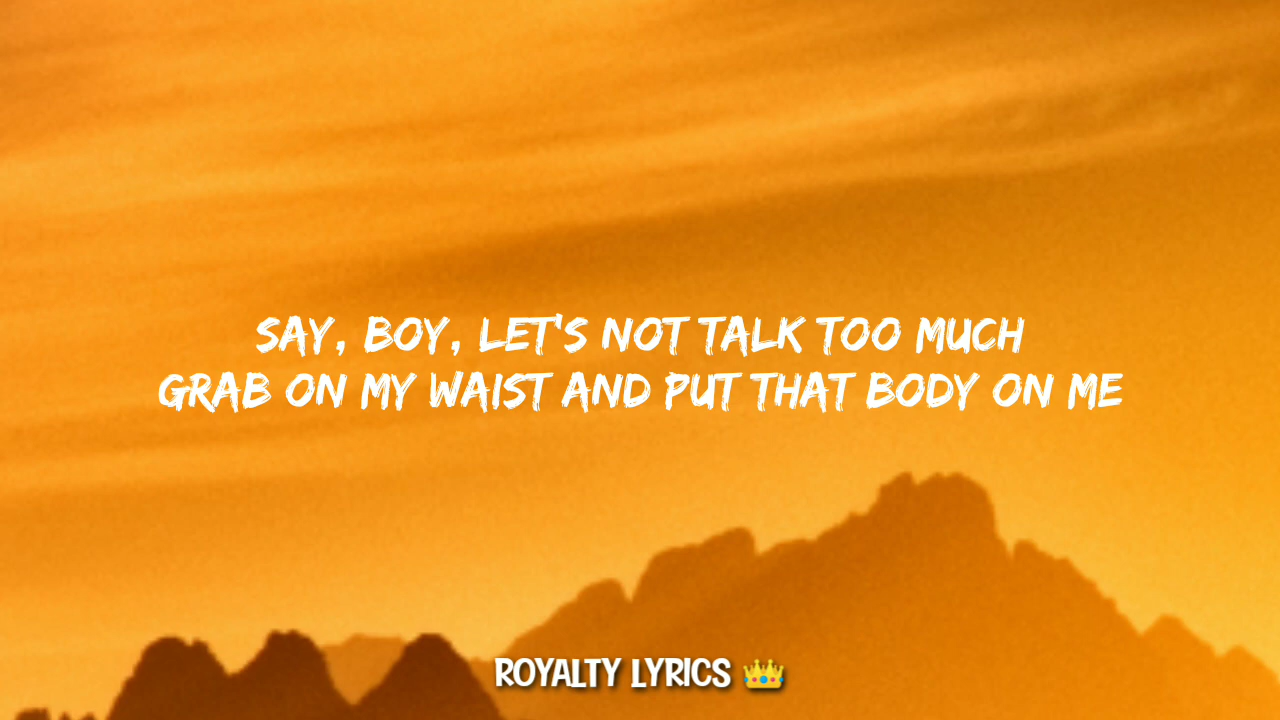 SAY, BOY, LET'S NOT TALK TOO MUCH
GRAB ON MY WAIST AND PUT THAT BODY ON ME
ROYALTY LYRICS 👑